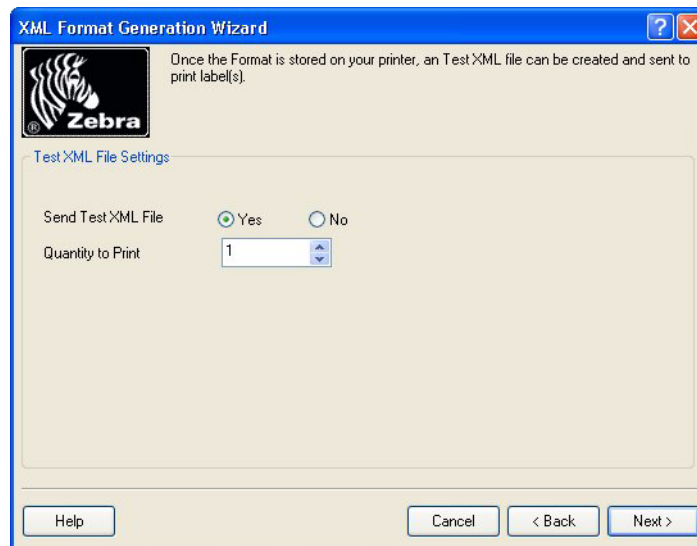 XML Format Generation Wizard
Once the Format is stored on your printer, an Test XML file can be created and sent to
print label(s).
® Zebra
Test XML File Settings
Send Test XML File Yes No
Quantity to Print 1
Help Cancel < Back Next >